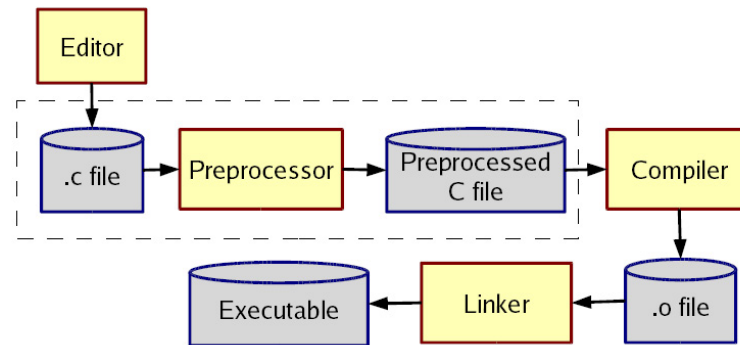 Editor
.c file
Preprocessor
Preprocessed
C file
Compiler
Executable
Linker
.o file